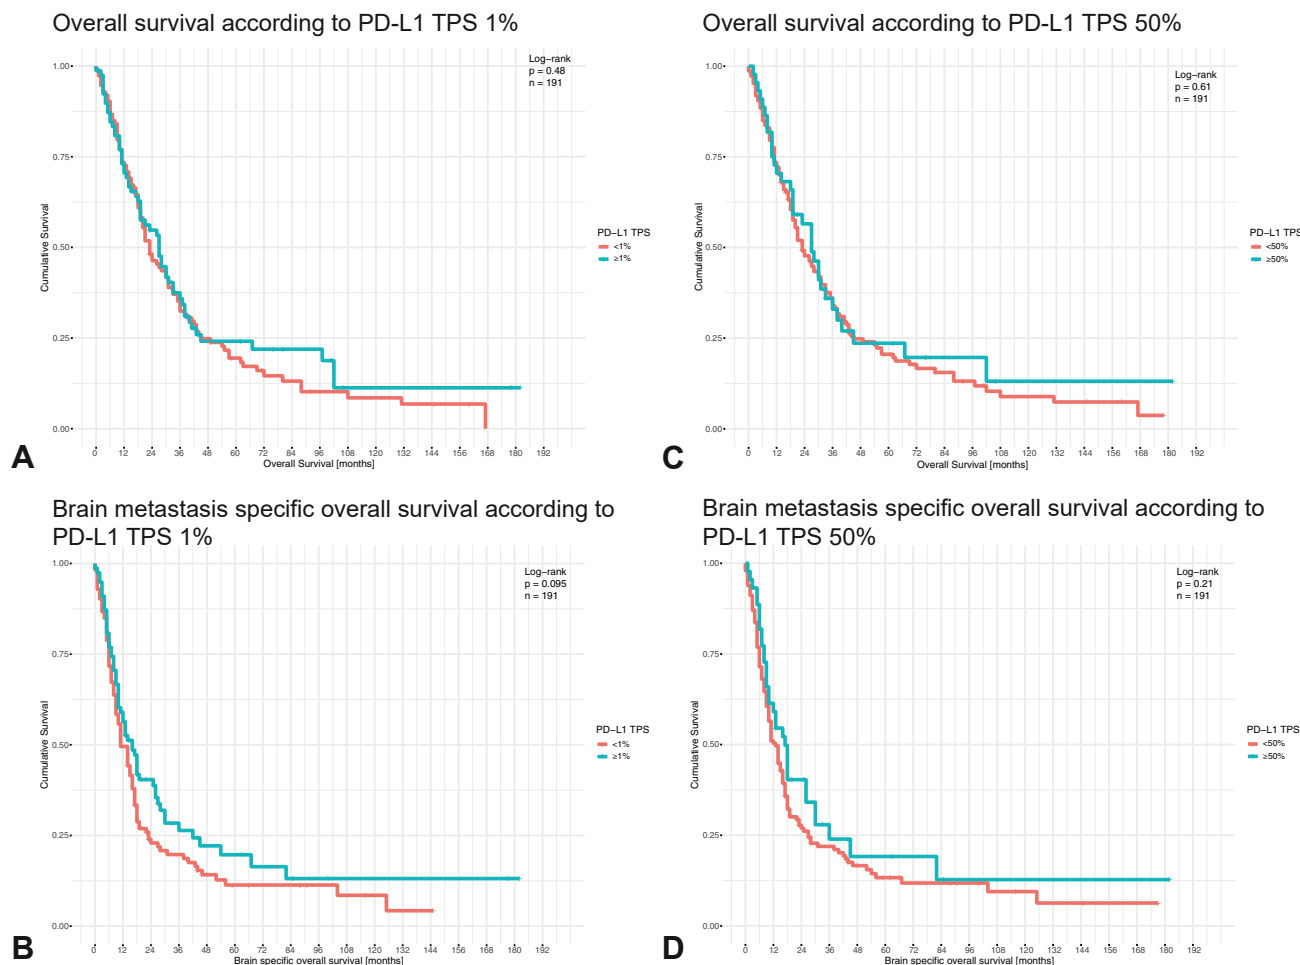 Overall survival according to PD-L1 TPS 1%
Log-rank
p = 0.48
n = 191
1.00
0.75
0.50
0.25
0.00
Cumulative Survival
PD-L1 TPS
<1%
≥1%
0 12 24 36 48 60 72 84 96 108 120 132 144 156 168 180 192
Overall Survival [months]
A
Overall survival according to PD-L1 TPS 50%
Log-rank
p = 0.61
n = 191
1.00
0.75
0.50
0.25
0.00
Cumulative Survival
PD-L1 TPS
<50%
≥50%
0 12 24 36 48 60 72 84 96 108 120 132 144 156 168 180 192
Overall Survival [months]
C
Brain metastasis specific overall survival according to
PD-L1 TPS 1%
Log-rank
p = 0.095
n = 191
1.00
0.75
0.50
0.25
0.00
Cumulative Survival
PD-L1 TPS
<1%
≥1%
0 12 24 36 48 60 72 84 96 108 120 132 144 156 168 180 192
Brain specific overall survival [months]
B
Brain metastasis specific overall survival according to
PD-L1 TPS 50%
Log-rank
p = 0.21
n = 191
1.00
0.75
0.50
0.25
0.00
Cumulative Survival
PD-L1 TPS
<50%
≥50%
0 12 24 36 48 60 72 84 96 108 120 132 144 156 168 180 192
Brain specific overall survival [months]
D